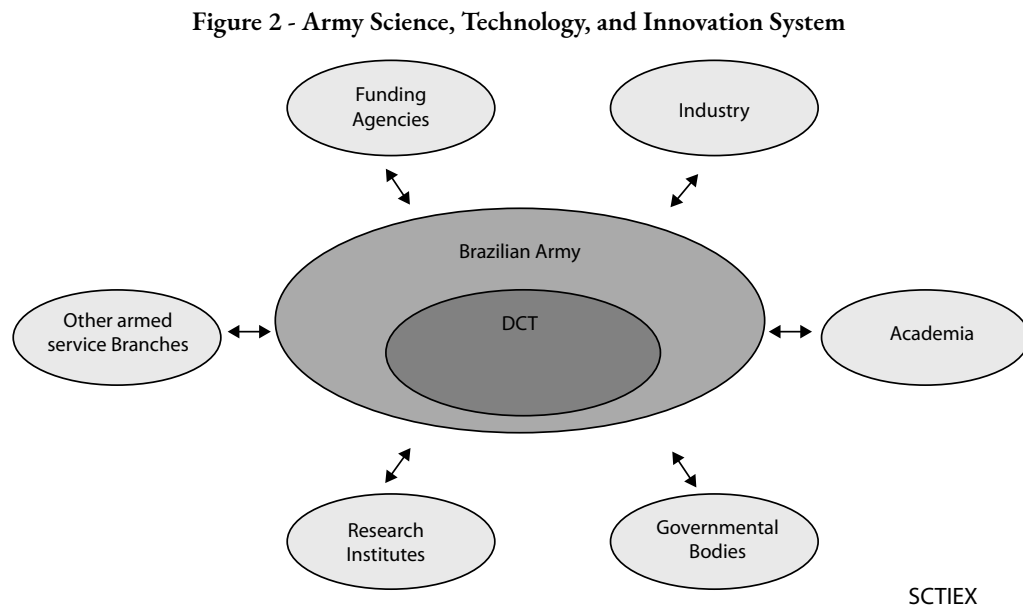 Figure 2 - Army Science, Technology, and Innovation System
Funding
Agencies
Industry
Brazilian Army
DCT
Other armed
service Branches
Academia
Research
Institutes
Governmental
Bodies
SCTIEX